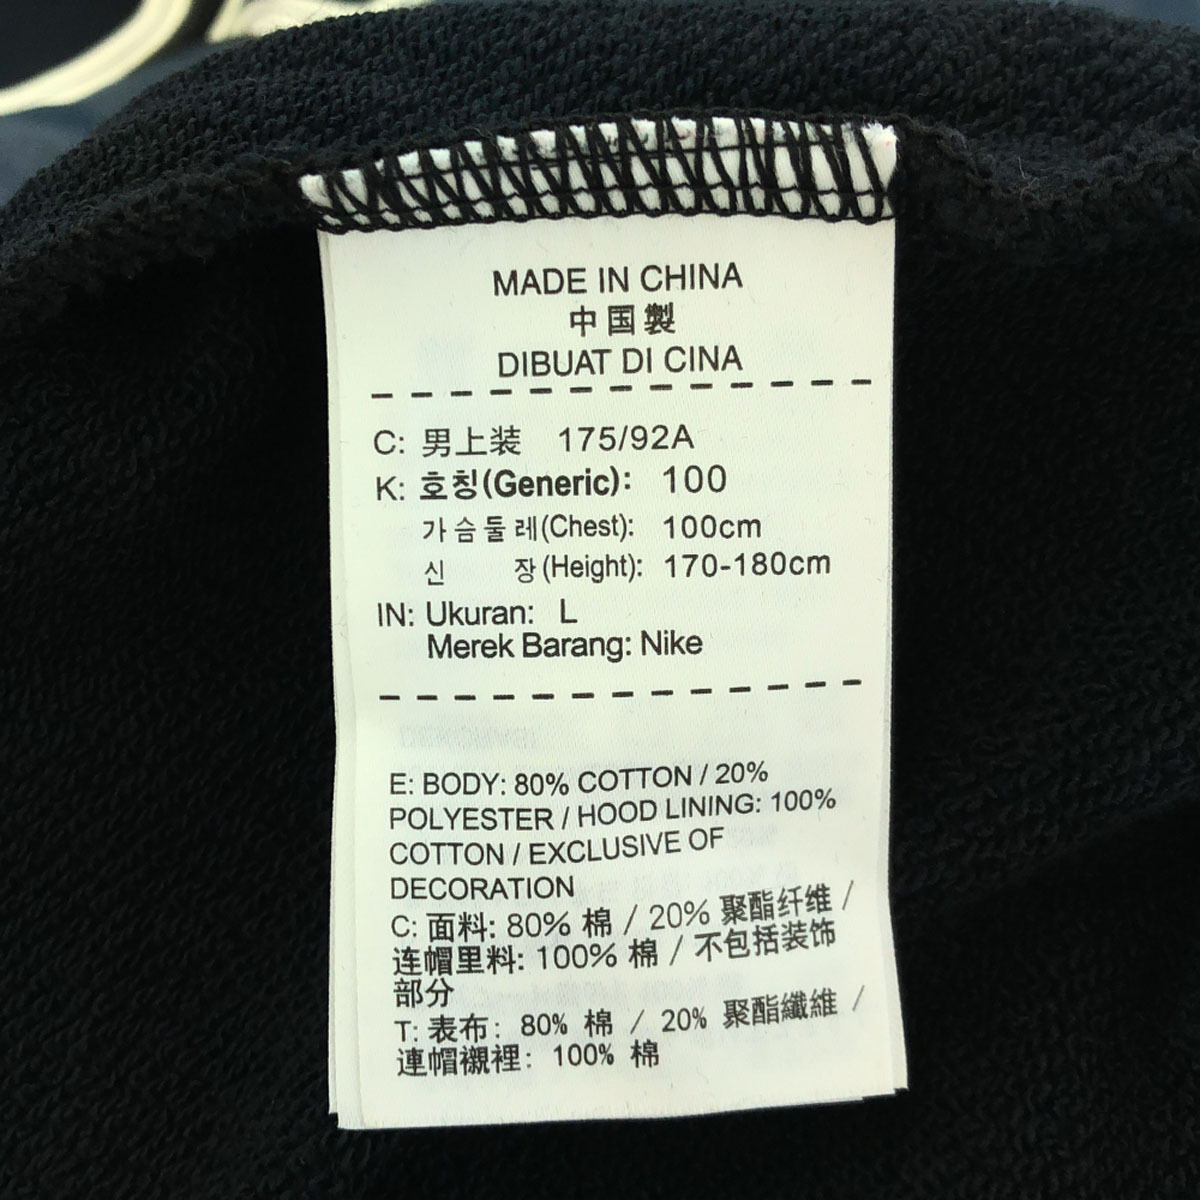 MADE IN CHINA
中国製
DIBUAT DI CINA
C: 男上装 175/92A
K: 호칭(Generic): 100
가슴둘레(Chest): 100cm
신 장(Height): 170-180cm
IN: Ukuran: L
Merek Barang: Nike
E: BODY: 80% COTTON / 20%
POLYESTER / HOOD LINING: 100%
COTTON / EXCLUSIVE OF
DECORATION
C: 面料: 80% 棉 / 20% 聚酯纤维 /
连帽里料: 100% 棉 / 不包括装饰
部分
T: 表布: 80% 棉 / 20% 聚酯纖維 /
連帽襯裡: 100% 棉